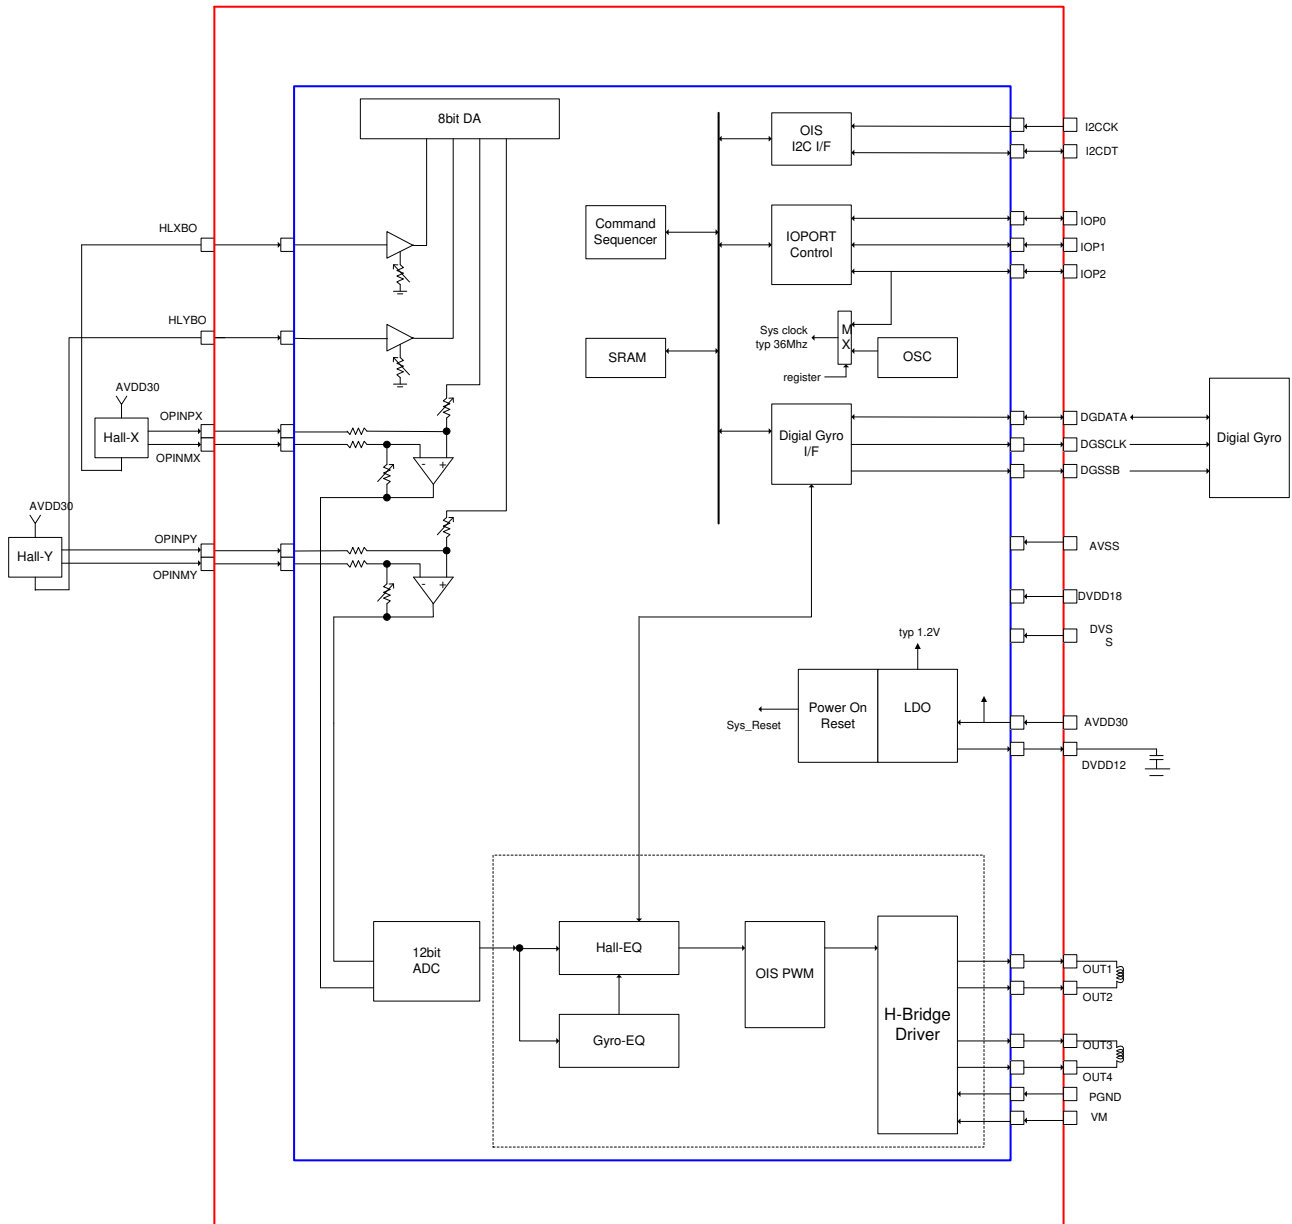 8bit DA
OIS
I2C I/F
I2CCK
I2CDT
Command
Sequencer
IOPORT
Control
IOP0
IOP1
IOP2
HLXBO
HLYBO
Sys clock
typ 36Mhz
M
X
OSC
register
SRAM
AVDD30
Hall-X
OPINPX
OPINMX
- +
Digial Gyro
I/F
DGDATA
DGSCLK
DGSSB
Digial Gyro
AVDD30
Hall-Y
OPINPY
OPINMY
- +
AVSS
DVDD18
DVS
S
typ 1.2V
Power On
Reset
LDO
Sys_Reset
AVDD30
DVDD12
12bit
ADC
Hall-EQ
Gyro-EQ
OIS PWM
H-Bridge
Driver
OUT1
OUT2
OUT3
OUT4
PGND
VM